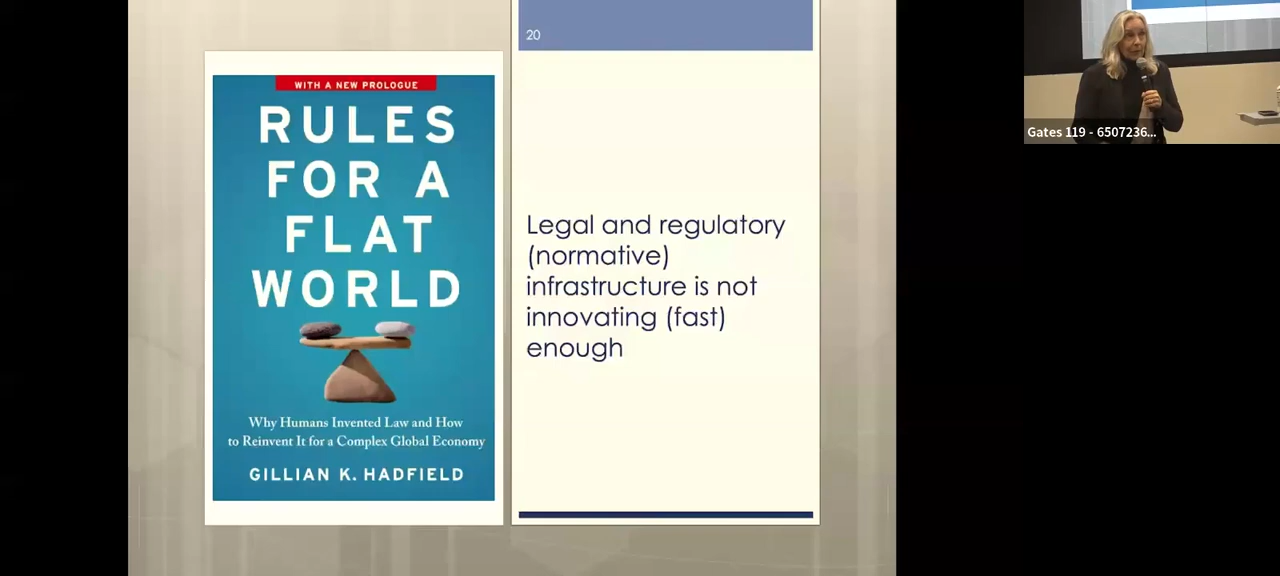 WITH A NEW PROLOGUE
RULES
FOR A
FLAT
WORLD
Why Humans Invented Law and How
to Reinvent It for a Complex Global Economy
GILLIAN K. HADFIELD
20
Legal and regulatory
(normative)
infrastructure is not
innovating (fast)
enough
Gates 119 - 6507236...